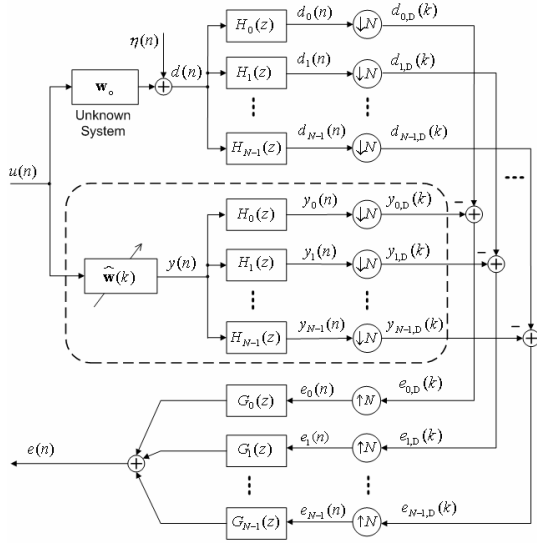 η(n)
d(n)
w_o
Unknown
System
u(n)
H_0(z) d_0(n) ↓N d_{0,D}(k)
H_1(z) d_1(n) ↓N d_{1,D}(k)
H_{N-1}(z) d_{N-1}(n) ↓N d_{N-1,D}(k)
ŵ(k) y(n)
H_0(z) y_0(n) ↓N y_{0,D}(k) −
H_1(z) y_1(n) ↓N y_{1,D}(k) −
H_{N-1}(z) y_{N-1}(n) ↓N y_{N-1,D}(k) −
G_0(z) e_0(n) ↑N e_{0,D}(k)
e(n)
G_1(z) e_1(n) ↑N e_{1,D}(k)
G_{N-1}(z) e_{N-1}(n) ↑N e_{N-1,D}(k)